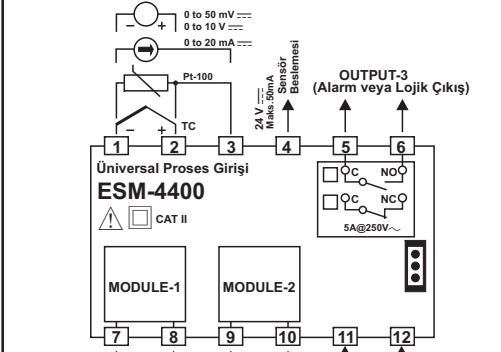 0 to 50 mV
0 to 10 V
0 to 20 mA
Pt-100
− +
− + TC
24 V
Maks.50mA
Sensör
Beslemesi
OUTPUT-3
(Alarm veya Lojik Çıkış)
1 2 3 4 5 6
Üniversal Proses Girişi
ESM-4400
CAT II
C NO
C NC
5A@250V
MODULE-1 MODULE-2
7 8 9 10 11 12